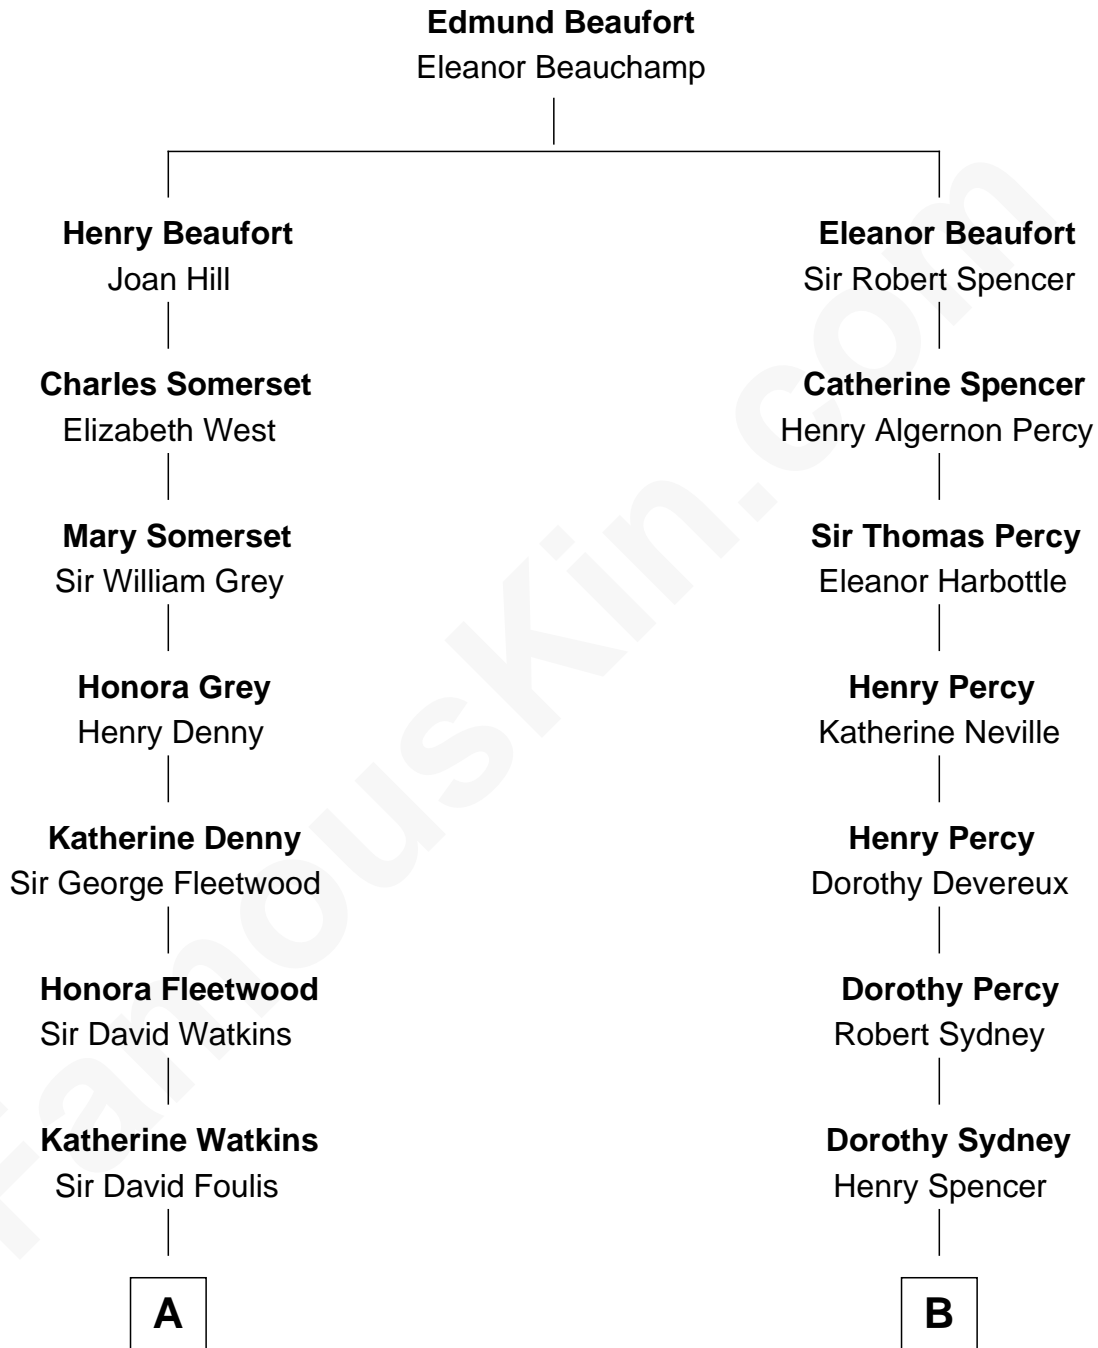 Edmund Beaufort
Eleanor Beauchamp
Henry Beaufort
Joan Hill
Eleanor Beaufort
Sir Robert Spencer
Charles Somerset
Elizabeth West
Catherine Spencer
Henry Algernon Percy
Mary Somerset
Sir William Grey
Sir Thomas Percy
Eleanor Harbottle
Honora Grey
Henry Denny
Henry Percy
Katherine Neville
Katherine Denny
Sir George Fleetwood
Henry Percy
Dorothy Devereux
Honora Fleetwood
Sir David Watkins
Dorothy Percy
Robert Sydney
Katherine Watkins
Sir David Foulis
Dorothy Sydney
Henry Spencer
A
B
FamousKin.com